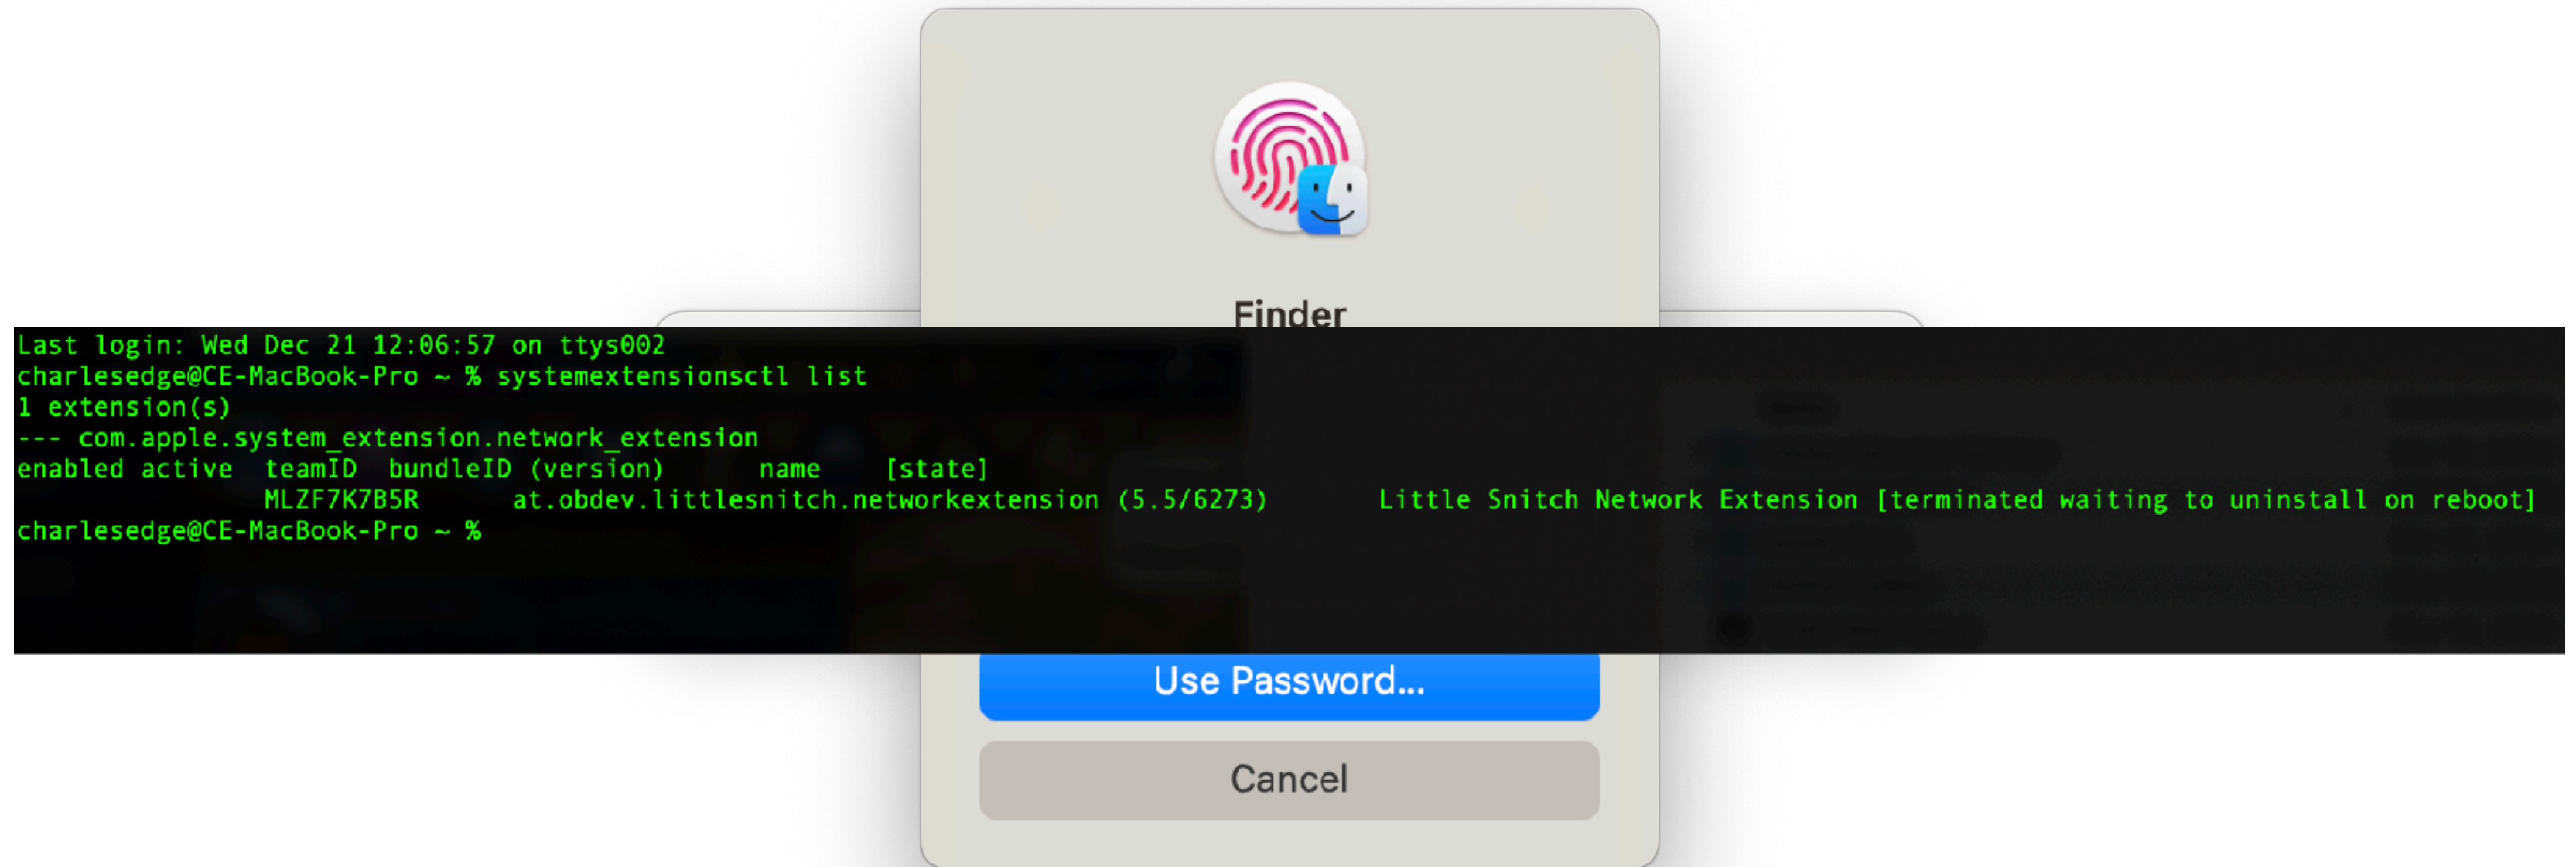 Finder
Last login: Wed Dec 21 12:06:57 on ttys002
charlesedge@CE-MacBook-Pro ~ % systemextensionsctl list
1 extension(s)
--- com.apple.system_extension.network_extension
enabled active teamID bundleID (version) name [state]
MLZF7K7B5R at.obdev.littlesnitch.networkextension (5.5/6273) Little Snitch Network Extension [terminated waiting to uninstall on reboot]
charlesedge@CE-MacBook-Pro ~ %
Use Password...
Cancel